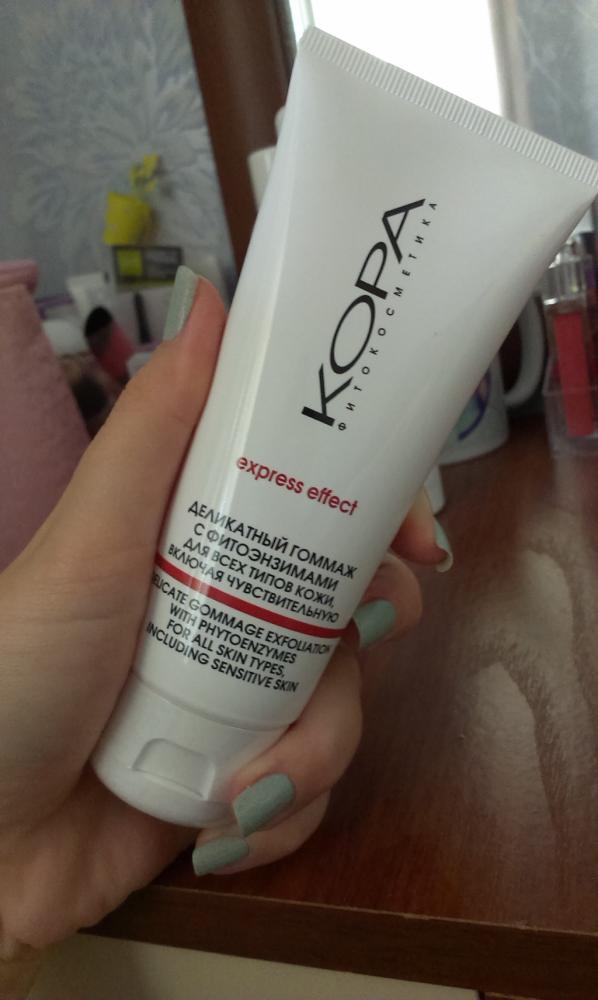 КОРА
ФИТОКОСМЕТИКА
express effect
ДЕЛИКАТНЫЙ ГОММАЖ
С ФИТОЭНЗИМАМИ
ДЛЯ ВСЕХ ТИПОВ КОЖИ,
ВКЛЮЧАЯ ЧУВСТВИТЕЛЬНУЮ
DELICATE GOMMAGE EXFOLIATION
WITH PHYTOENZYMES
FOR ALL SKIN TYPES,
INCLUDING SENSITIVE SKIN